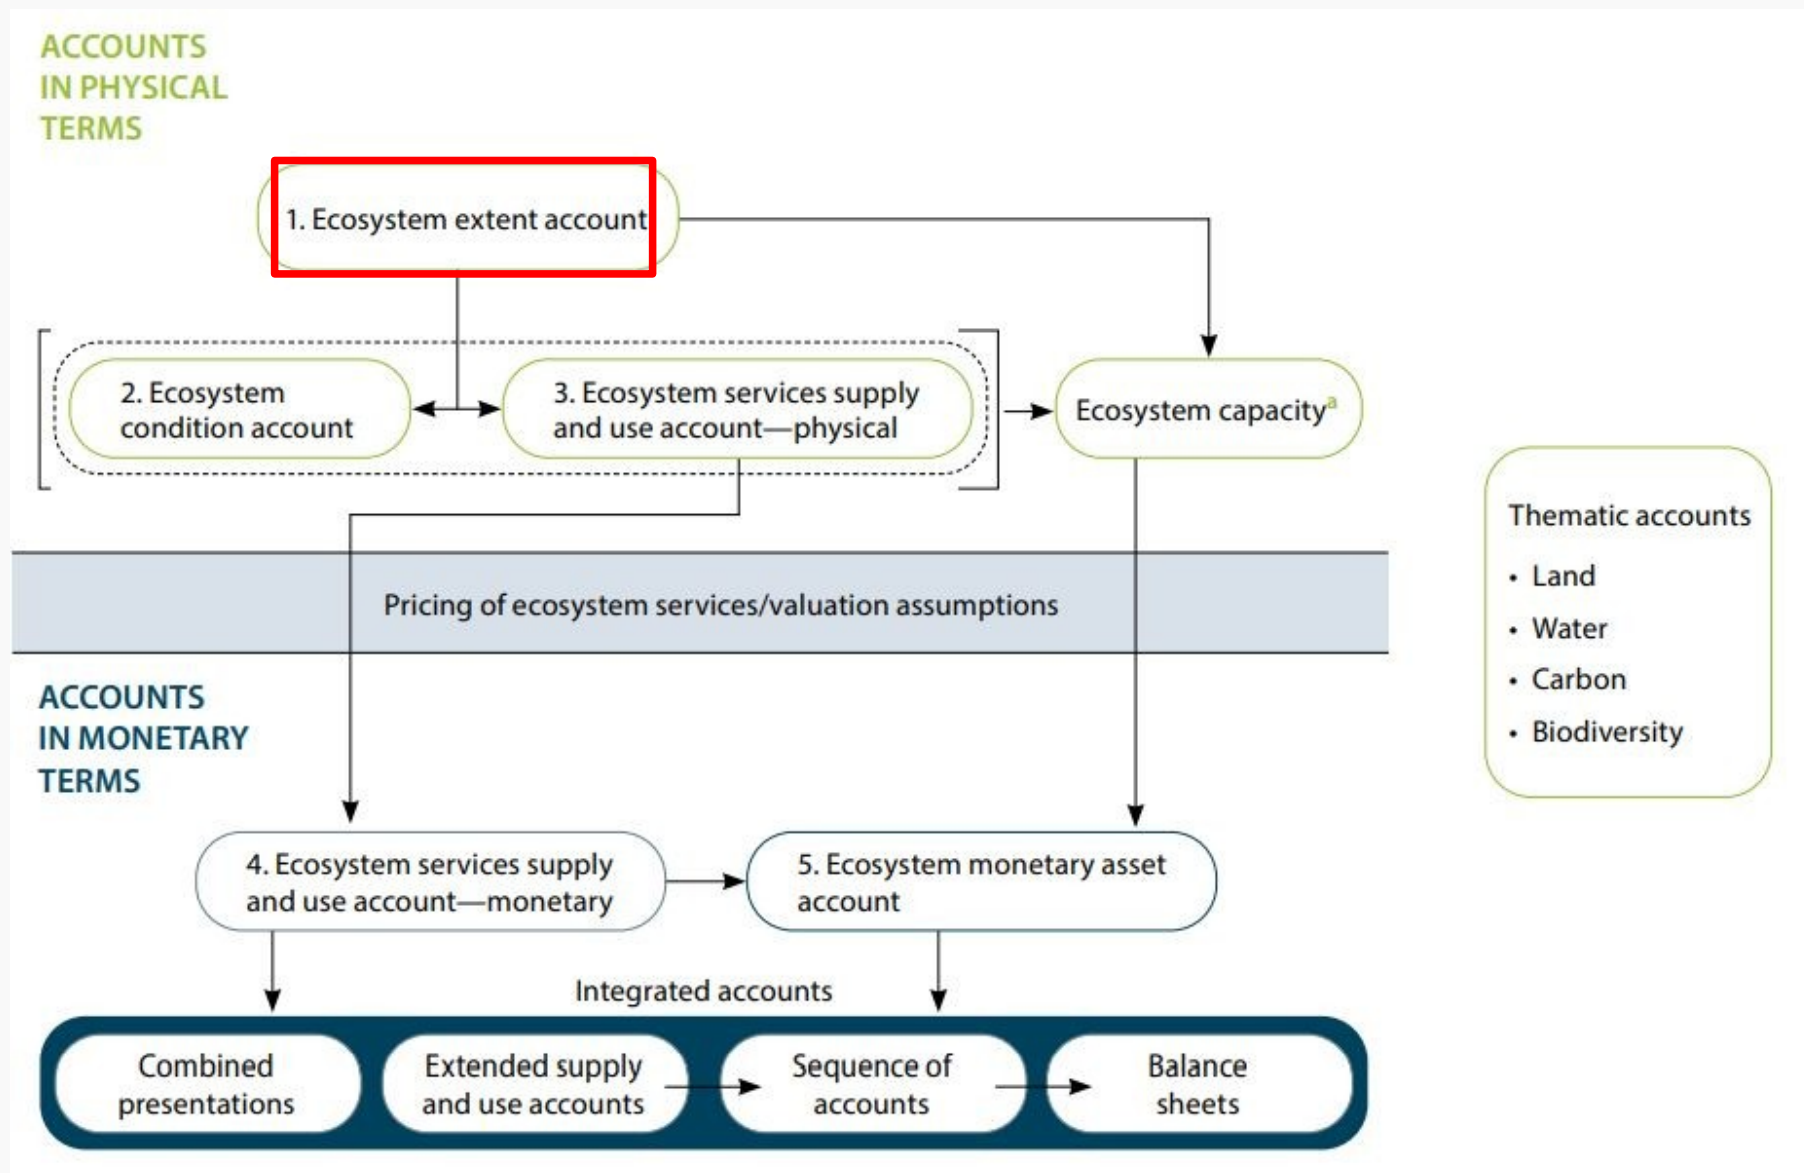 ACCOUNTS
IN PHYSICAL
TERMS
1. Ecosystem extent account
2. Ecosystem
condition account
3. Ecosystem services supply
and use account—physical
Ecosystem capacitya
Thematic accounts
• Land
• Water
• Carbon
• Biodiversity
Pricing of ecosystem services/valuation assumptions
ACCOUNTS
IN MONETARY
TERMS
4. Ecosystem services supply
and use account—monetary
5. Ecosystem monetary asset
account
Integrated accounts
Combined
presentations
Extended supply
and use accounts
Sequence of
accounts
Balance
sheets